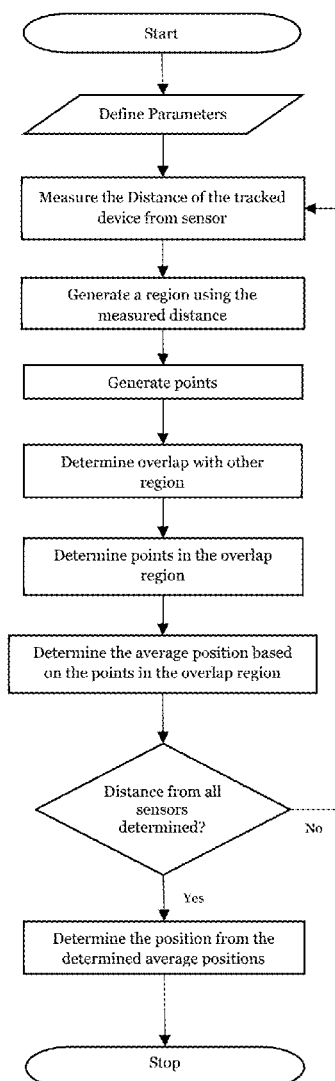 Start
Define Parameters
Measure the Distance of the tracked
device from sensor
Generate a region using the
measured distance
Generate points
Determine overlap with other
region
Determine points in the overlap
region
Determine the average position based
on the points in the overlap region
Distance from all
sensors
determined?
No
Yes
Determine the position from the
determined average positions
Stop